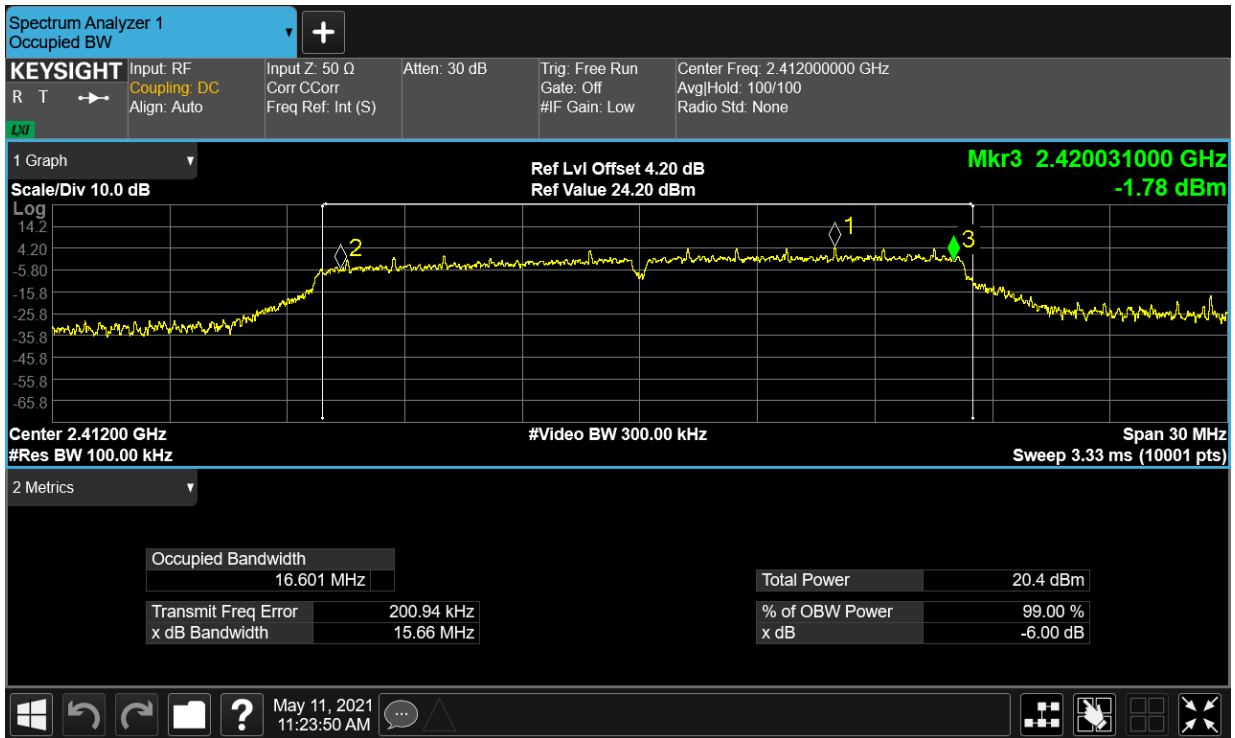 Spectrum Analyzer 1
Occupied BW
▼
+
KEYSIGHT
R T
LXI
Input: RF
Coupling: DC
Align: Auto
Input Z: 50 Ω
Corr CCorr
Freq Ref: Int (S)
Atten: 30 dB
Trig: Free Run
Gate: Off
#IF Gain: Low
Center Freq: 2.412000000 GHz
Avg|Hold: 100/100
Radio Std: None
1 Graph ▼
Scale/Div 10.0 dB
Ref Lvl Offset 4.20 dB
Ref Value 24.20 dBm
Mkr3 2.420031000 GHz
-1.78 dBm
Log
14.2
4.20
-5.80
-15.8
-25.8
-35.8
-45.8
-55.8
-65.8
2
1
3
Center 2.41200 GHz
#Res BW 100.00 kHz
#Video BW 300.00 kHz
Span 30 MHz
Sweep 3.33 ms (10001 pts)
2 Metrics ▼
Occupied Bandwidth
16.601 MHz
Transmit Freq Error 200.94 kHz
x dB Bandwidth 15.66 MHz
Total Power 20.4 dBm
% of OBW Power 99.00 %
x dB -6.00 dB
?
May 11, 2021
11:23:50 AM